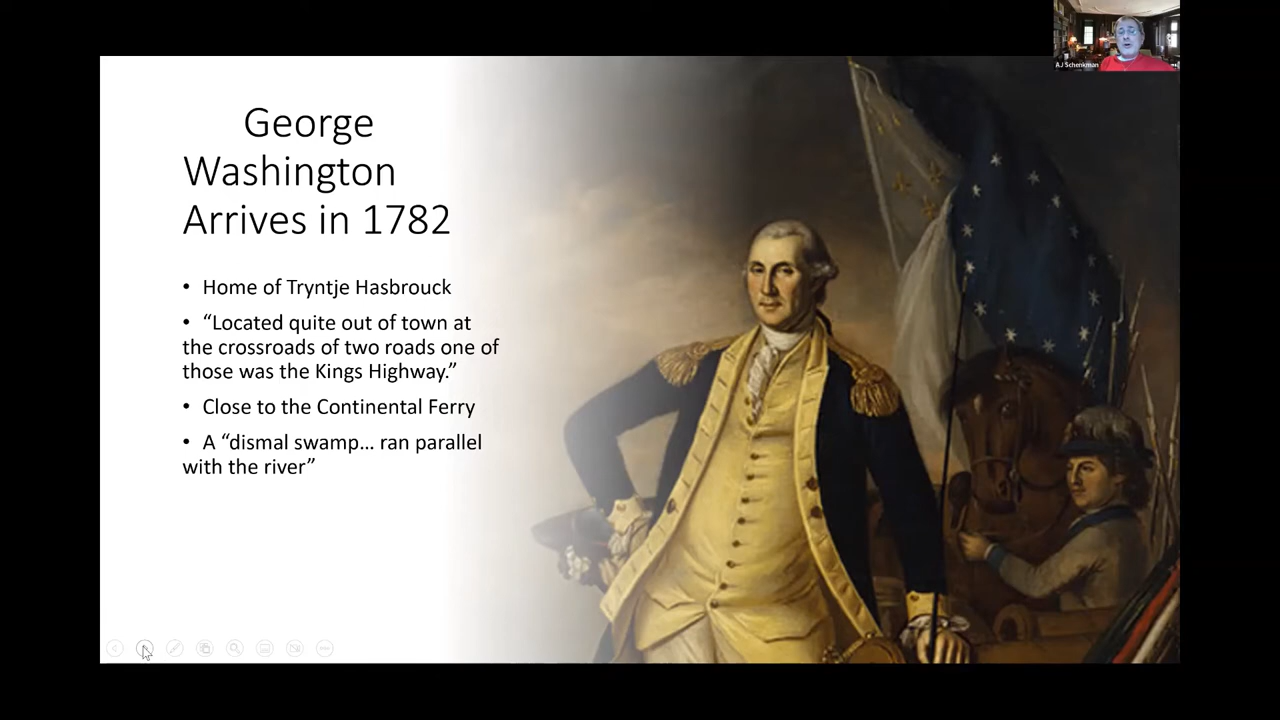 A.J Schenkman
George
Washington
Arrives in 1782
• Home of Tryntje Hasbrouck
• “Located quite out of town at
the crossroads of two roads one of
those was the Kings Highway.”
• Close to the Continental Ferry
• A “dismal swamp… ran parallel
with the river”